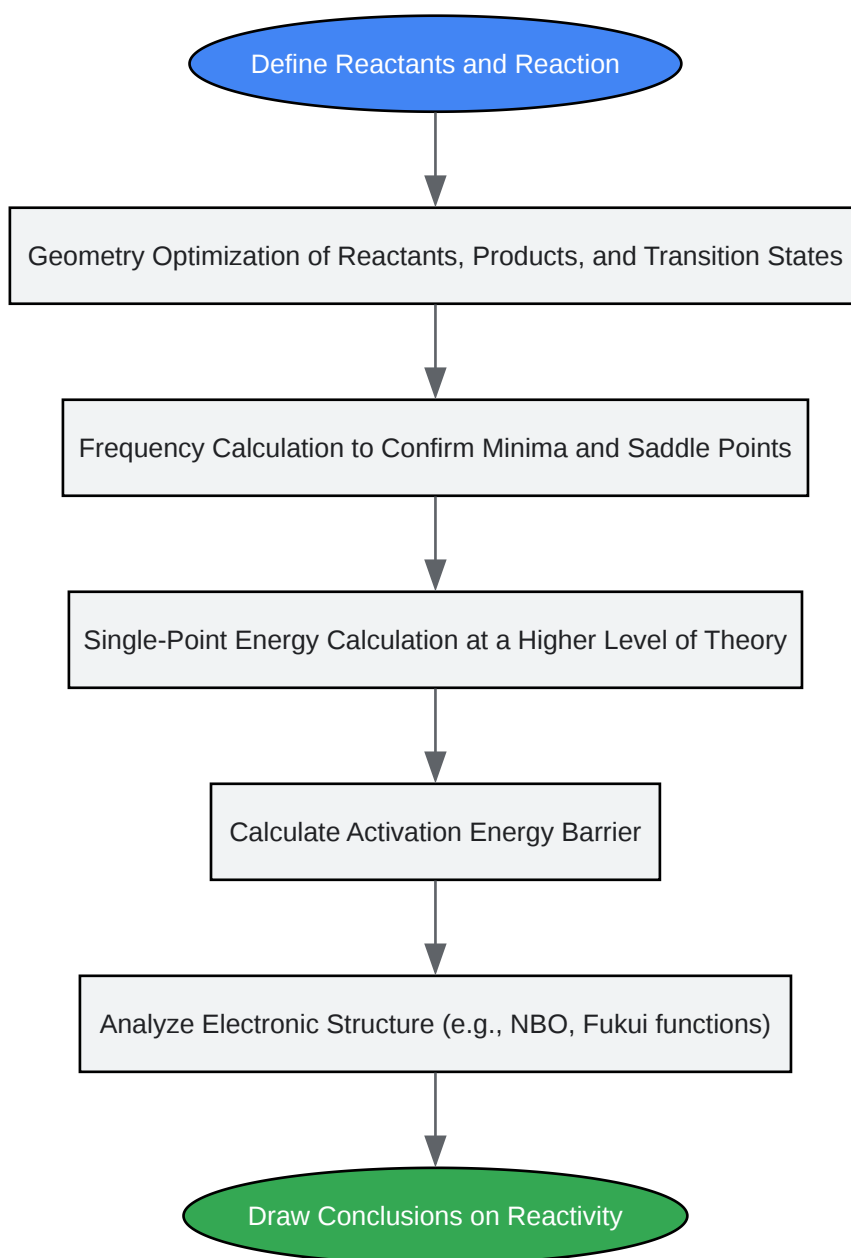 Define Reactants and Reaction
Geometry Optimization of Reactants, Products, and Transition States
Frequency Calculation to Confirm Minima and Saddle Points
Single-Point Energy Calculation at a Higher Level of Theory
Calculate Activation Energy Barrier
Analyze Electronic Structure (e.g., NBO, Fukui functions)
Draw Conclusions on Reactivity